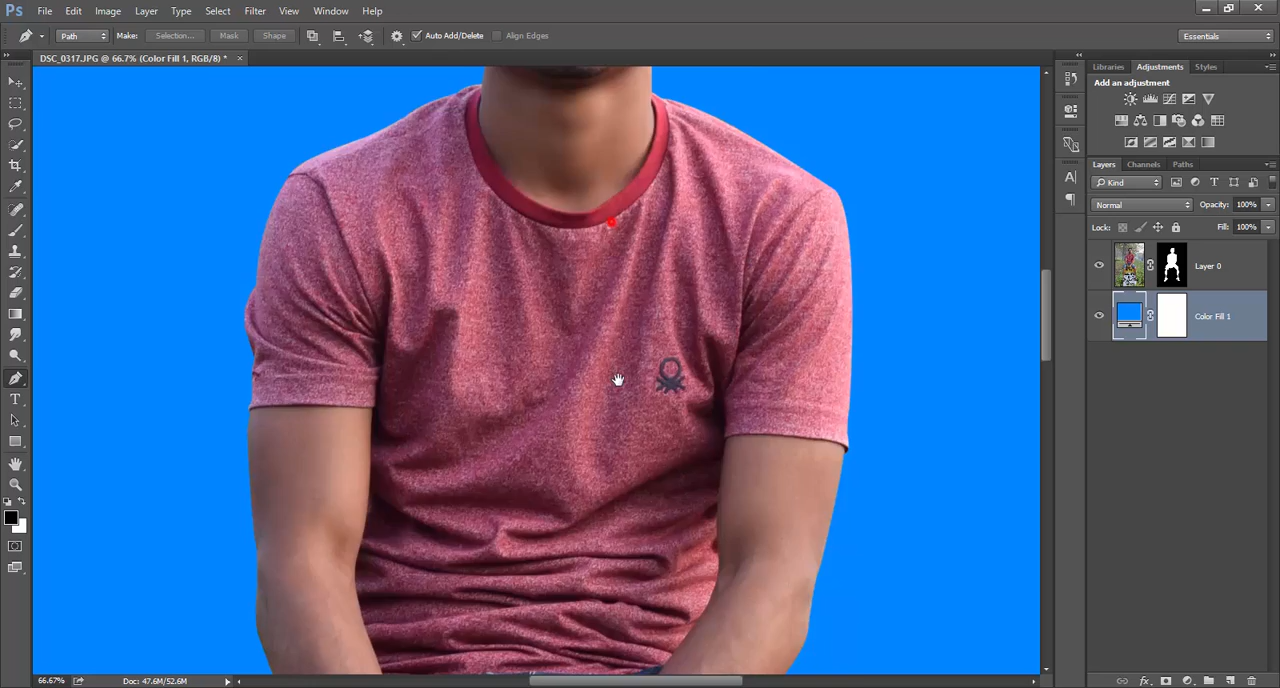 Ps File Edit Image Layer Type Select Filter View Window Help
Path Make: Selection... Mask Shape Auto Add/Delete Align Edges Essentials
DSC_0317.JPG @ 66.7% (Color Fill 1, RGB/8) * ×
Libraries Adjustments Styles
Add an adjustment
Layers Channels Paths
Kind
Normal Opacity: 100%
Lock: Fill: 100%
Layer 0
Color Fill 1
66.67% Doc: 47.6M/52.6M